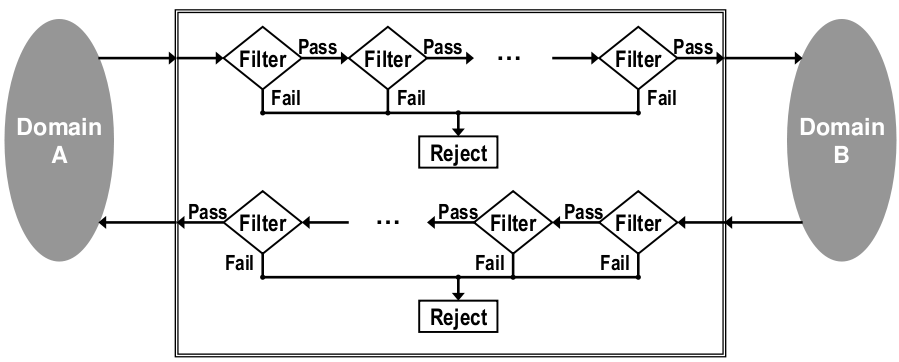 Filter Pass Filter Pass ... Filter Pass
Fail Fail Fail
Domain
A
Domain
B
Reject
Pass Filter ... Pass Filter Pass Filter
Fail Fail Fail
Reject